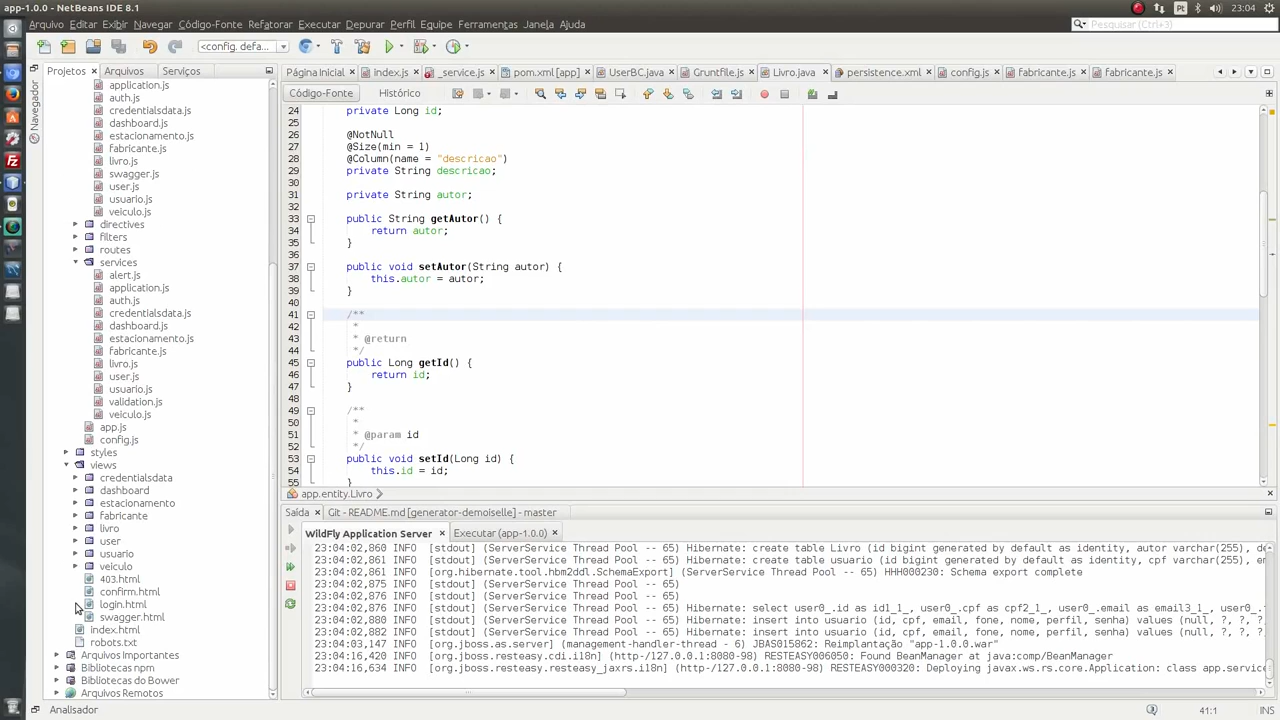 app-1.0.0 - NetBeans IDE 8.1
Pt
23:04
Arquivo Editar Exibir Navegar Código-Fonte Refatorar Executar Depurar Perfil Equipe Ferramentas Janela Ajuda
Pesquisar (Ctrl+3)
<config. defa...
Projetos Arquivos Serviços
Navegador
Página Inicial
Index.js
_service.js
pom.xml [app]
UserBC.java
Gruntfile.js
Livro.java
persistence.xml
config.js
fabricante.js
fabricante.js
Código-Fonte Histórico
application.js
auth.js
credentialsdata.js
dashboard.js
estacionamento.js
fabricante.js
livro.js
swagger.js
user.js
usuario.js
veiculo.js
directives
filters
routes
services
alert.js
application.js
auth.js
credentialsdata.js
dashboard.js
estacionamento.js
fabricante.js
livro.js
user.js
usuario.js
validation.js
veiculo.js
app.js
config.js
styles
views
credentialsdata
dashboard
estacionamento
fabricante
livro
user
usuario
veiculo
403.html
confirm.html
login.html
swagger.html
index.html
robots.txt
Arquivos Importantes
Bibliotecas npm
Bibliotecas do Bower
Arquivos Remotos
24 private Long id;
25
26 @NotNull
27 @Size(min = 1)
28 @Column(name = "descricao")
29 private String descricao;
30
31 private String autor;
32
33 public String getAutor() {
34 return autor;
35 }
36
37 public void setAutor(String autor) {
38 this.autor = autor;
39 }
40
41 /**
42 *
43 * @return
44 */
45 public Long getId() {
46 return id;
47 }
48
49 /**
50 *
51 * @param id
52 */
53 public void setId(Long id) {
54 this.id = id;
55 }
app.entity.Livro
Saída Git - README.md [generator-demoiselle] - master
WildFly Application Server Executar (app-1.0.0)
23:04:02,860 INFO [stdout] (ServerService Thread Pool -- 65) Hibernate: create table Livro (id bigint generated by default as identity, autor varchar(255), de
23:04:02,861 INFO [stdout] (ServerService Thread Pool -- 65) Hibernate: create table usuario (id bigint generated by default as identity, cpf varchar(255), em
23:04:02,861 INFO [org.hibernate.tool.hbm2ddl.SchemaExport] (ServerService Thread Pool -- 65) HHH000230: Schema export complete
23:04:02,875 INFO [stdout] (ServerService Thread Pool -- 65)
23:04:02,876 INFO [stdout] (ServerService Thread Pool -- 65)
23:04:02,876 INFO [stdout] (ServerService Thread Pool -- 65) Hibernate: select user0_.id as id1_1_, user0_.cpf as cpf2_1_, user0_.email as email3_1_, user0_.
23:04:02,880 INFO [stdout] (ServerService Thread Pool -- 65) Hibernate: insert into usuario (id, cpf, email, fone, nome, perfil, senha) values (null, ?, ?, ?
23:04:02,882 INFO [stdout] (ServerService Thread Pool -- 65) Hibernate: insert into usuario (id, cpf, email, fone, nome, perfil, senha) values (null, ?, ?, ?
23:04:03,147 INFO [org.jboss.as.server] (management-handler-thread - 6) JBAS015862: Reimplantação "app-1.0.0.war"
23:04:16,420 INFO [org.jboss.resteasy.cdi.i18n] (http-/127.0.0.1:8080-98) RESTEASY006050: Found BeanManager at java:comp/BeanManager
23:04:16,634 INFO [org.jboss.resteasy.resteasy_jaxrs.i18n] (http-/127.0.0.1:8080-98) RESTEASY000320: Deploying javax.ws.rs.core.Application: class app.service
Analisador
41:1
INS